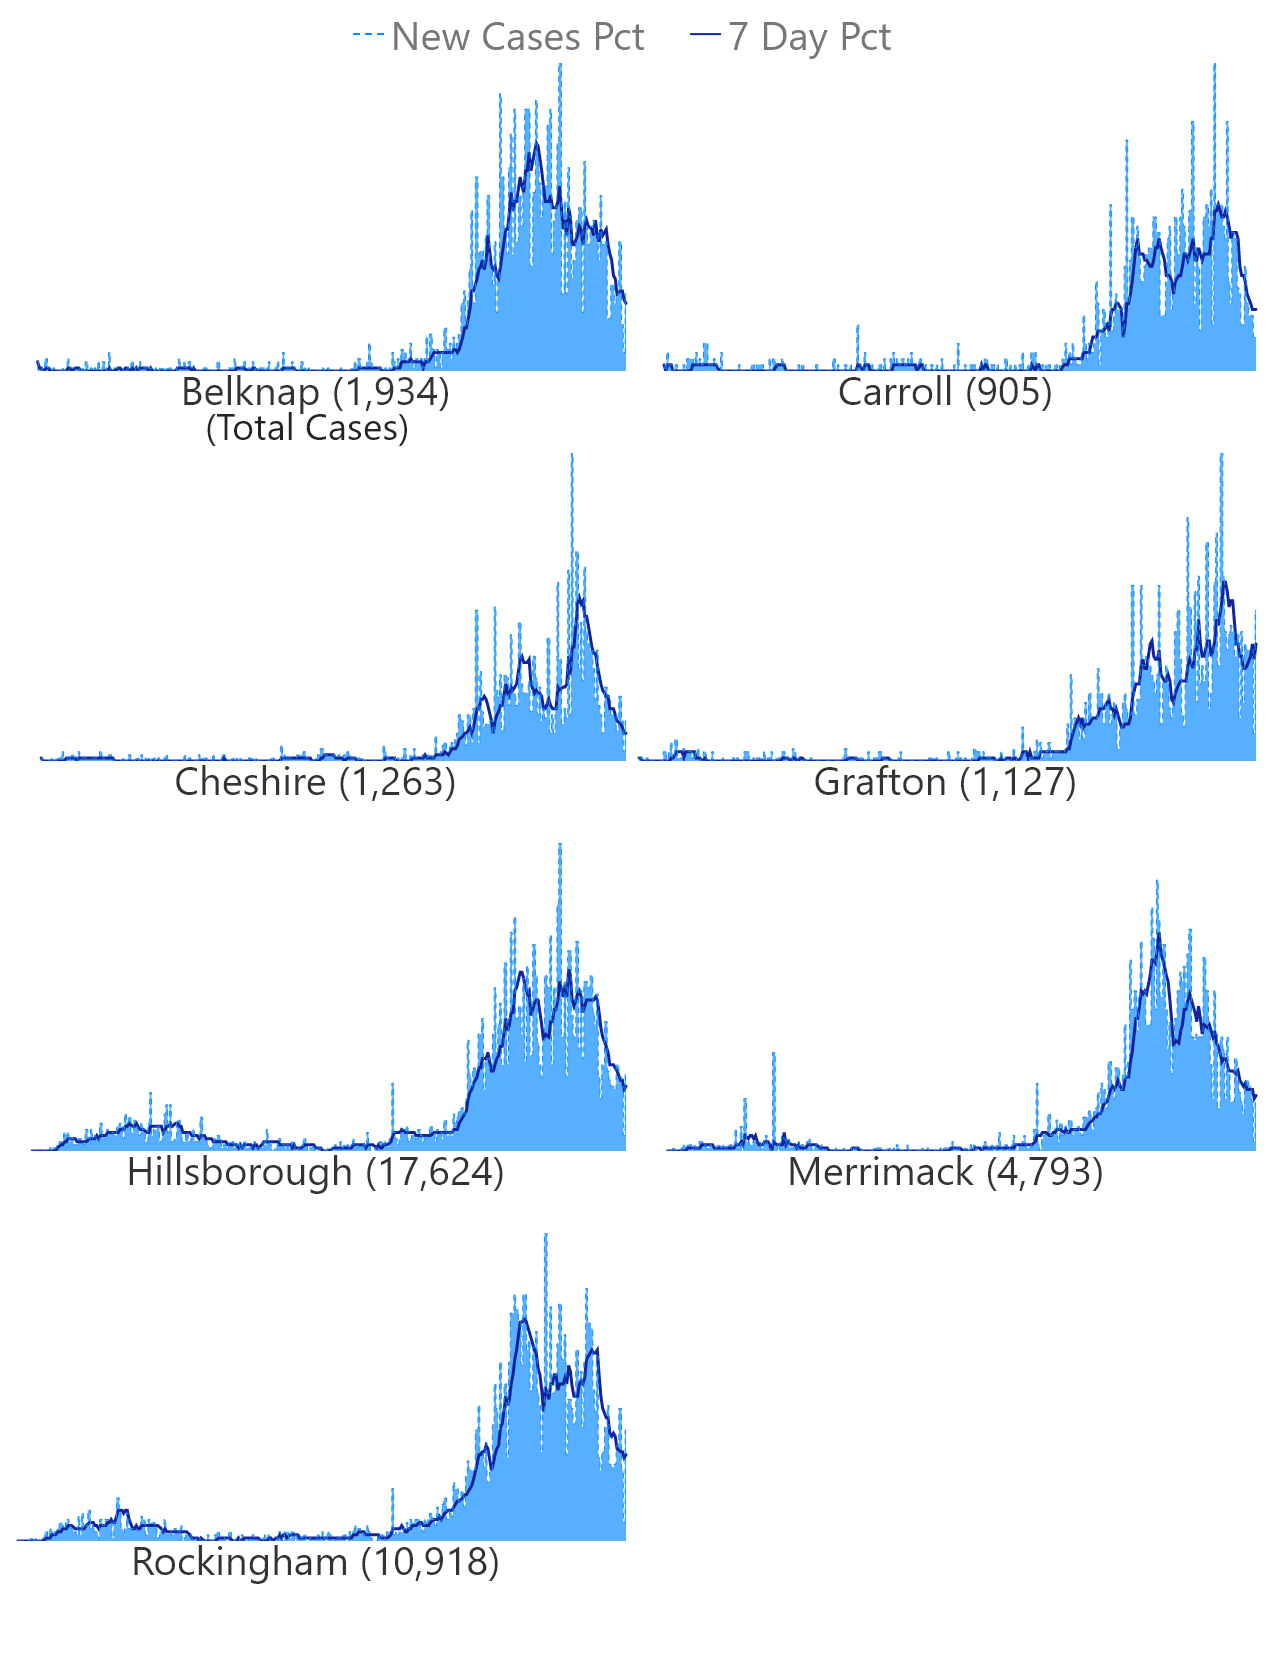 New Cases Pct 7 Day Pct
Belknap (1,934) Carroll (905)
(Total Cases)
Cheshire (1,263) Grafton (1,127)
Hillsborough (17,624) Merrimack (4,793)
Rockingham (10,918)